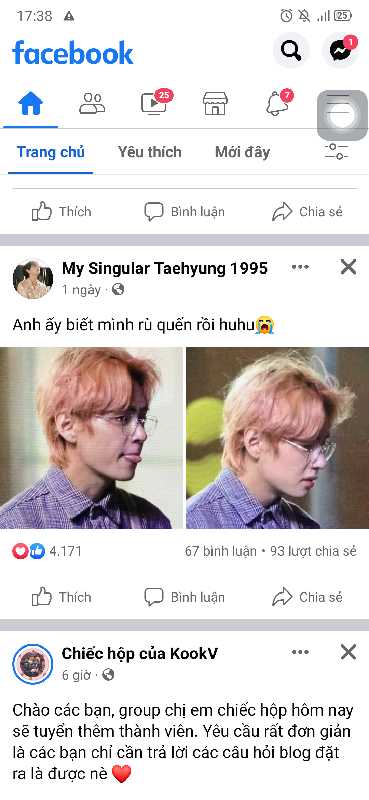 17:38
25
facebook
1
25
7
Trang chủ
Yêu thích
Mới đây
Thích
Bình luận
Chia sẻ
My Singular Taehyung 1995
1 ngày ·
Anh ấy biết mình rù quến rồi huhu😭
4.171
67 bình luận • 93 lượt chia sẻ
Thích
Bình luận
Chia sẻ
Chiếc hộp của KookV
6 giờ ·
Chào các bạn, group chị em chiếc hộp hôm nay
sẽ tuyển thêm thành viên. Yêu cầu rất đơn giản
là các bạn chỉ cần trả lời các câu hỏi blog đặt
ra là được nè ❤️